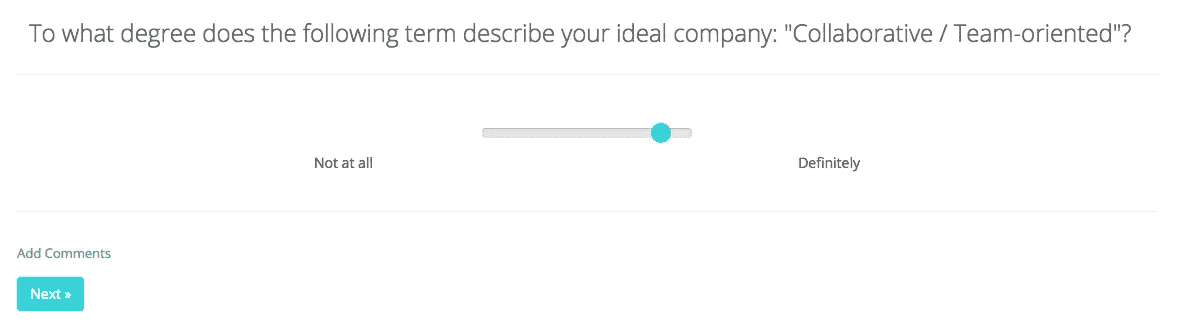 To what degree does the following term describe your ideal company: "Collaborative / Team-oriented"?
Not at all
Definitely
Add Comments
Next »